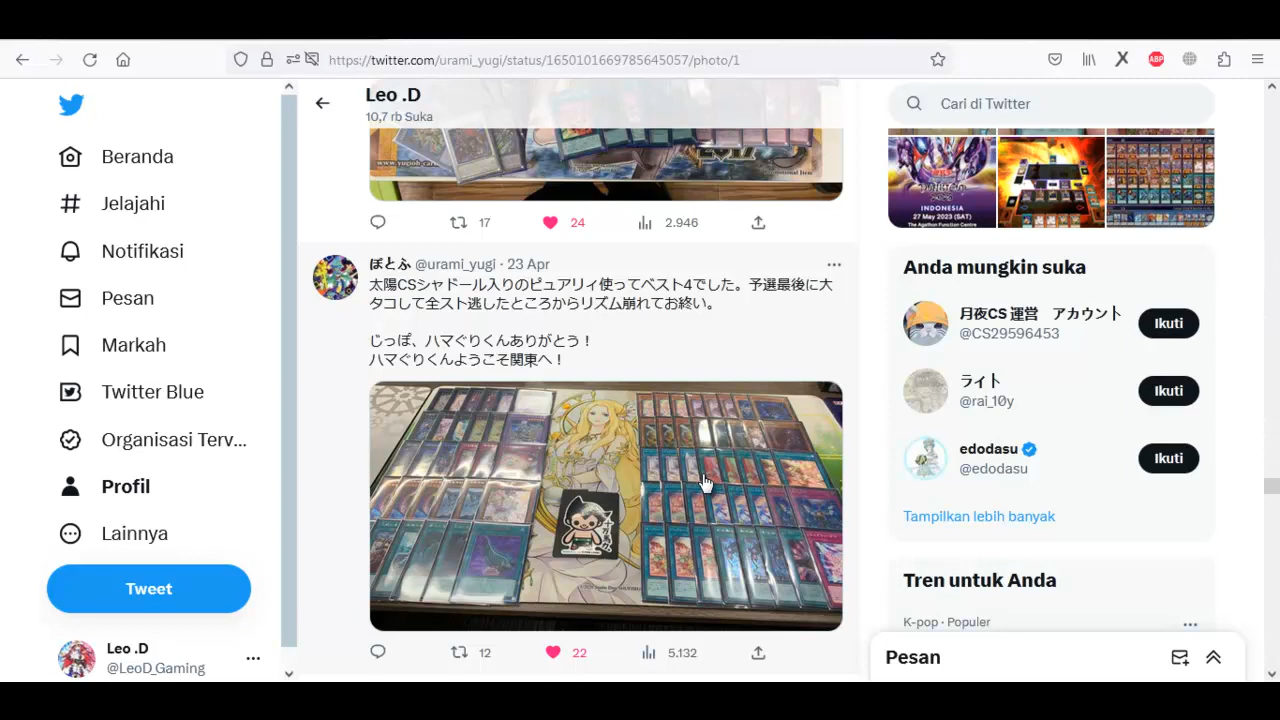 https://twitter.com/urami_yugi/status/1650101669785645057/photo/1
Beranda
Jelajahi
Notifikasi
Pesan
Markah
Twitter Blue
Organisasi Terv...
Profil
Lainnya
Tweet
Leo .D
@LeoD_Gaming
Leo .D
10,7 rb Suka
17
24
2.946
ぽとふ @urami_yugi · 23 Apr
太陽CSシャドール入りのピュアリィ使ってベスト4でした。予選最後に大
タコして全スト逃したところからリズム崩れてお終い。
じっぽ、ハマぐりくんありがとう!
ハマぐりくんようこそ関東へ!
12
22
5.132
Cari di Twitter
INDONESIA
27 May 2023 (SAT)
The Agathon Function Centre
Anda mungkin suka
月夜CS 運営 アカウント
@CS29596453
Ikuti
ライト
@rai_10y
Ikuti
edodasu
@edodasu
Ikuti
Tampilkan lebih banyak
Tren untuk Anda
K-pop · Populer
Pesan